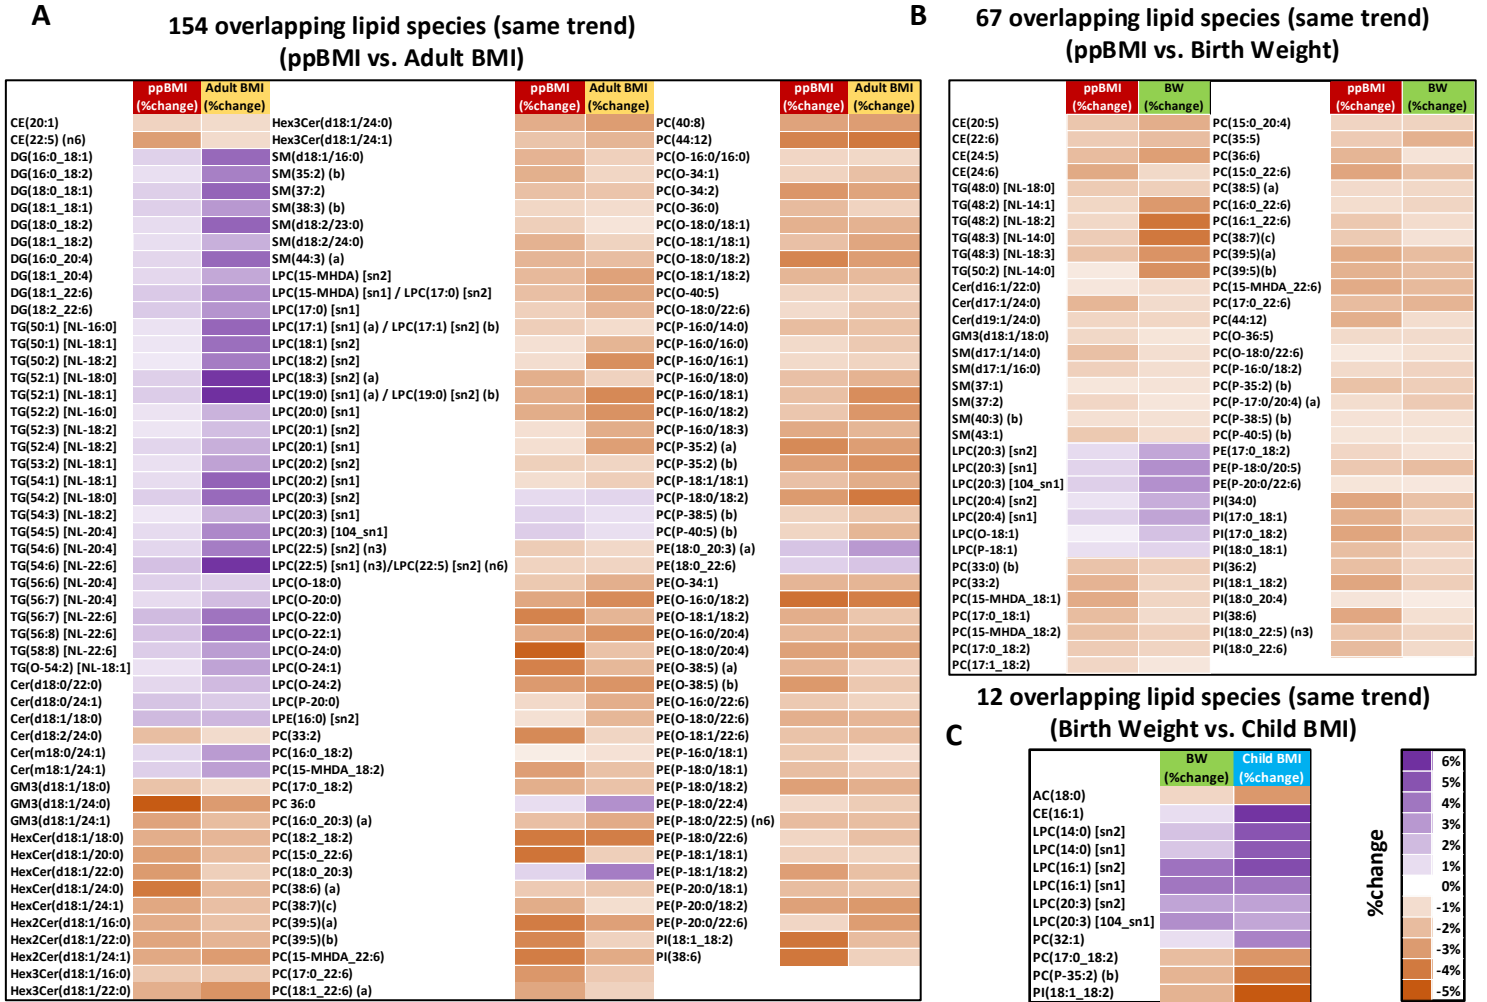 A
154 overlapping lipid species (same trend)
(ppBMI vs. Adult BMI)
ppBMI
(%change)
Adult BMI
(%change)
CE(20:1)
CE(22:5) (n6)
DG(16:0_18:1)
DG(16:0_18:2)
DG(18:0_18:1)
DG(18:1_18:1)
DG(18:0_18:2)
DG(18:1_18:2)
DG(16:0_20:4)
DG(18:1_20:4)
DG(18:1_22:6)
DG(18:2_22:6)
TG(50:1) [NL-16:0]
TG(50:1) [NL-18:1]
TG(50:2) [NL-18:2]
TG(52:1) [NL-18:0]
TG(52:1) [NL-18:1]
TG(52:2) [NL-16:0]
TG(52:3) [NL-18:2]
TG(52:4) [NL-18:2]
TG(53:2) [NL-18:1]
TG(54:1) [NL-18:1]
TG(54:2) [NL-18:0]
TG(54:3) [NL-18:2]
TG(54:5) [NL-20:4]
TG(54:6) [NL-20:4]
TG(54:6) [NL-22:6]
TG(56:6) [NL-20:4]
TG(56:7) [NL-20:4]
TG(56:7) [NL-22:6]
TG(56:8) [NL-22:6]
TG(58:8) [NL-22:6]
TG(O-54:2) [NL-18:1]
Cer(d18:0/22:0)
Cer(d18:0/24:1)
Cer(d18:1/18:0)
Cer(d18:2/24:0)
Cer(m18:0/24:1)
Cer(m18:1/24:1)
GM3(d18:1/18:0)
GM3(d18:1/24:0)
GM3(d18:1/24:1)
HexCer(d18:1/18:0)
HexCer(d18:1/20:0)
HexCer(d18:1/22:0)
HexCer(d18:1/24:0)
HexCer(d18:1/24:1)
Hex2Cer(d18:1/16:0)
Hex2Cer(d18:1/22:0)
Hex2Cer(d18:1/24:1)
Hex3Cer(d18:1/16:0)
Hex3Cer(d18:1/22:0)
ppBMI
(%change)
Adult BMI
(%change)
Hex3Cer(d18:1/24:0)
Hex3Cer(d18:1/24:1)
SM(d18:1/16:0)
SM(35:2) (b)
SM(37:2)
SM(38:3) (b)
SM(d18:2/23:0)
SM(d18:2/24:0)
SM(44:3) (a)
LPC(15-MHDA) [sn2]
LPC(15-MHDA) [sn1] / LPC(17:0) [sn2]
LPC(17:0) [sn1]
LPC(17:1) [sn1] (a) / LPC(17:1) [sn2] (b)
LPC(18:1) [sn2]
LPC(18:2) [sn2]
LPC(18:3) [sn2] (a)
LPC(19:0) [sn1] (a) / LPC(19:0) [sn2] (b)
LPC(20:0) [sn1]
LPC(20:1) [sn2]
LPC(20:1) [sn1]
LPC(20:2) [sn2]
LPC(20:2) [sn1]
LPC(20:3) [sn2]
LPC(20:3) [sn1]
LPC(20:3) [104_sn1]
LPC(22:5) [sn2] (n3)
LPC(22:5) [sn1] (n3)/LPC(22:5) [sn2] (n6)
LPC(O-18:0)
LPC(O-20:0)
LPC(O-22:0)
LPC(O-22:1)
LPC(O-24:0)
LPC(O-24:1)
LPC(O-24:2)
LPC(P-20:0)
LPE(16:0) [sn2]
PC(33:2)
PC(16:0_18:2)
PC(15-MHDA_18:2)
PC(17:0_18:2)
PC 36:0
PC(16:0_20:3) (a)
PC(18:2_18:2)
PC(15:0_22:6)
PC(18:0_20:3)
PC(38:6) (a)
PC(38:7)(c)
PC(39:5)(a)
PC(39:5)(b)
PC(15-MHDA_22:6)
PC(17:0_22:6)
PC(18:1_22:6) (a)
ppBMI
(%change)
Adult BMI
(%change)
PC(40:8)
PC(44:12)
PC(O-16:0/16:0)
PC(O-34:1)
PC(O-34:2)
PC(O-36:0)
PC(O-18:0/18:1)
PC(O-18:1/18:1)
PC(O-18:0/18:2)
PC(O-18:1/18:2)
PC(O-40:5)
PC(O-18:0/22:6)
PC(P-16:0/14:0)
PC(P-16:0/16:0)
PC(P-16:0/16:1)
PC(P-16:0/18:0)
PC(P-16:0/18:1)
PC(P-16:0/18:2)
PC(P-16:0/18:3)
PC(P-35:2) (a)
PC(P-35:2) (b)
PC(P-18:1/18:1)
PC(P-18:0/18:2)
PC(P-38:5) (b)
PC(P-40:5) (b)
PE(18:0_20:3) (a)
PE(18:0_22:6)
PE(O-34:1)
PE(O-16:0/18:2)
PE(O-18:1/18:2)
PE(O-16:0/20:4)
PE(O-18:0/20:4)
PE(O-38:5) (a)
PE(O-38:5) (b)
PE(O-16:0/22:6)
PE(O-18:0/22:6)
PE(O-18:1/22:6)
PE(P-16:0/18:1)
PE(P-18:0/18:1)
PE(P-18:0/18:2)
PE(P-18:0/22:4)
PE(P-18:0/22:5) (n6)
PE(P-18:0/22:6)
PE(P-18:1/18:1)
PE(P-18:1/18:2)
PE(P-20:0/18:1)
PE(P-20:0/18:2)
PE(P-20:0/22:6)
PI(18:1_18:2)
PI(38:6)
B
67 overlapping lipid species (same trend)
(ppBMI vs. Birth Weight)
ppBMI
(%change)
BW
(%change)
CE(20:5)
CE(22:6)
CE(24:5)
CE(24:6)
TG(48:0) [NL-18:0]
TG(48:2) [NL-14:1]
TG(48:2) [NL-18:2]
TG(48:3) [NL-14:0]
TG(48:3) [NL-18:3]
TG(50:2) [NL-14:0]
Cer(d16:1/22:0)
Cer(d17:1/24:0)
Cer(d19:1/24:0)
GM3(d18:1/18:0)
SM(d17:1/14:0)
SM(d17:1/16:0)
SM(37:1)
SM(37:2)
SM(40:3) (b)
SM(43:1)
LPC(20:3) [sn2]
LPC(20:3) [sn1]
LPC(20:3) [104_sn1]
LPC(20:4) [sn2]
LPC(20:4) [sn1]
LPC(O-18:1)
LPC(P-18:1)
PC(33:0) (b)
PC(33:2)
PC(15-MHDA_18:1)
PC(17:0_18:1)
PC(15-MHDA_18:2)
PC(17:0_18:2)
PC(17:1_18:2)
ppBMI
(%change)
BW
(%change)
PC(15:0_20:4)
PC(35:5)
PC(36:6)
PC(15:0_22:6)
PC(38:5) (a)
PC(16:0_22:6)
PC(16:1_22:6)
PC(38:7)(c)
PC(39:5)(a)
PC(39:5)(b)
PC(15-MHDA_22:6)
PC(17:0_22:6)
PC(44:12)
PC(O-36:5)
PC(O-18:0/22:6)
PC(P-16:0/18:2)
PC(P-35:2) (b)
PC(P-17:0/20:4) (a)
PC(P-38:5) (b)
PC(P-40:5) (b)
PE(17:0_18:2)
PE(P-18:0/20:5)
PE(P-20:0/22:6)
PI(34:0)
PI(17:0_18:1)
PI(17:0_18:2)
PI(18:0_18:1)
PI(36:2)
PI(18:1_18:2)
PI(18:0_20:4)
PI(38:6)
PI(18:0_22:5) (n3)
PI(18:0_22:6)
C
12 overlapping lipid species (same trend)
(Birth Weight vs. Child BMI)
BW
(%change)
Child BMI
(%change)
AC(18:0)
CE(16:1)
LPC(14:0) [sn2]
LPC(14:0) [sn1]
LPC(16:1) [sn2]
LPC(16:1) [sn1]
LPC(20:3) [sn2]
LPC(20:3) [104_sn1]
PC(32:1)
PC(17:0_18:2)
PC(P-35:2) (b)
PI(18:1_18:2)
%change
6%
5%
4%
3%
2%
1%
0%
-1%
-2%
-3%
-4%
-5%